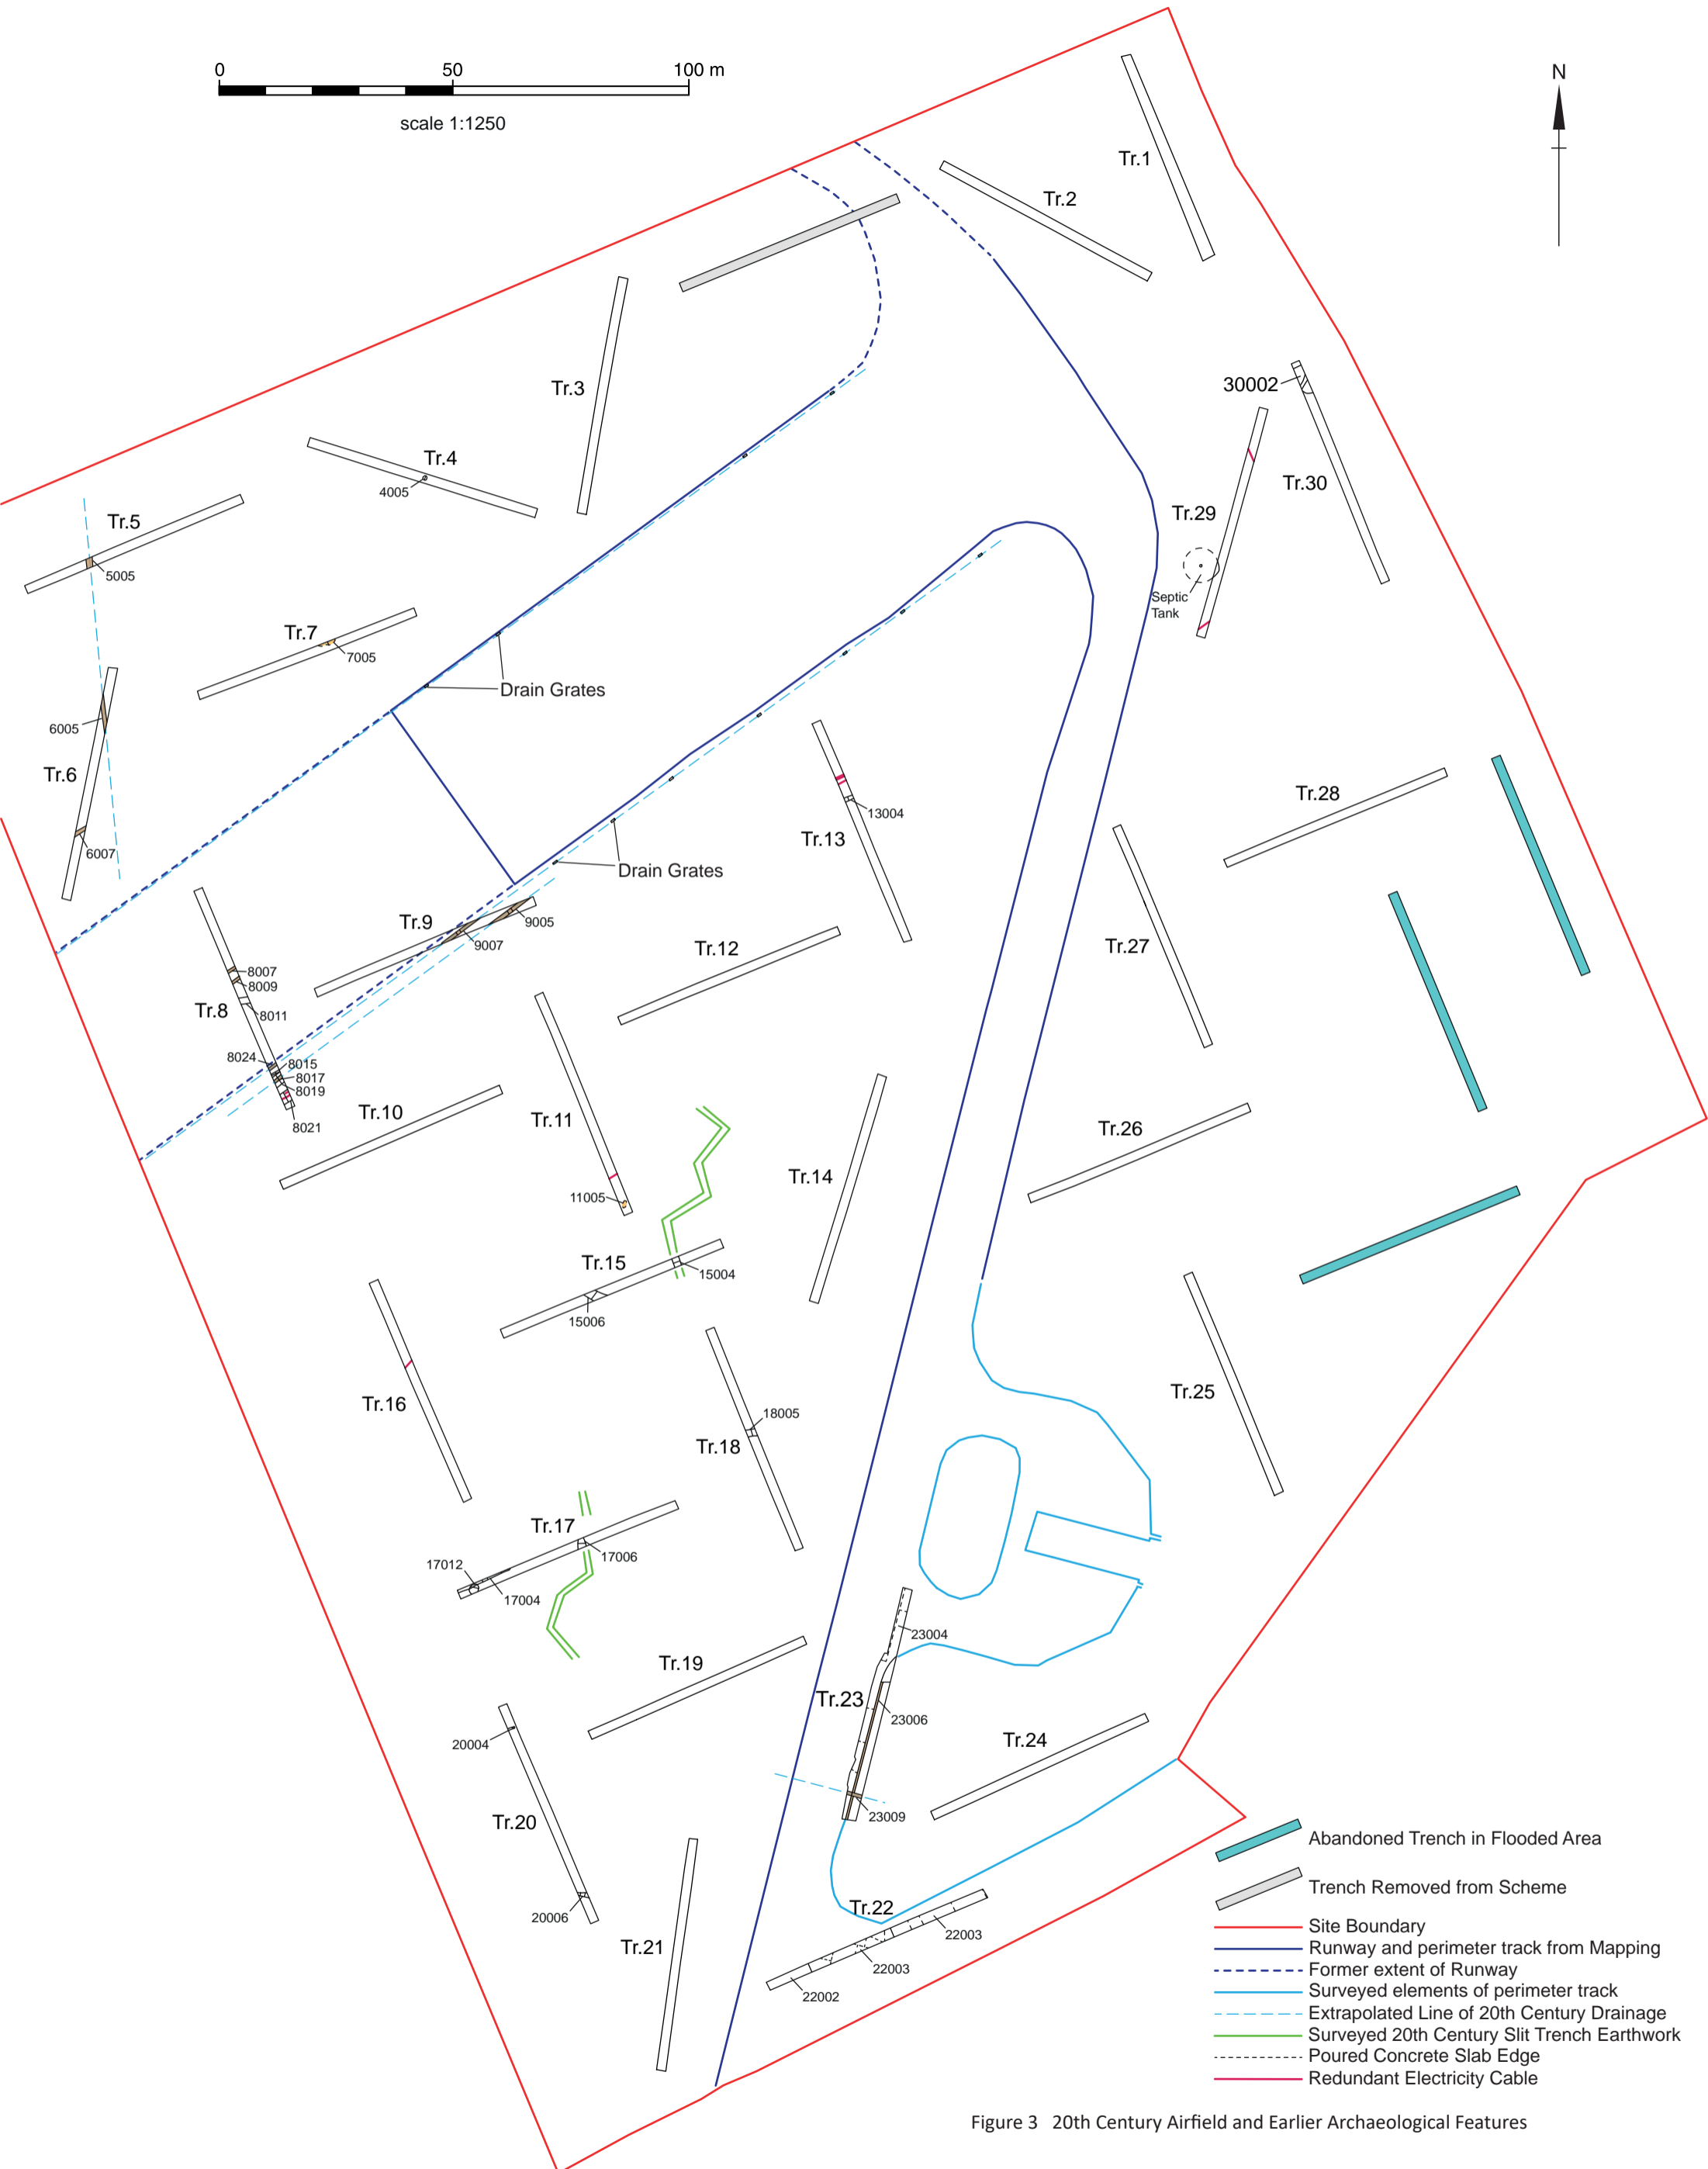 0 50 100 m
scale 1:1250
N
Tr.1
Tr.2
30002
Tr.3
Tr.4
4005
Tr.30
Tr.29
Tr.5
5005
Septic
Tank
Tr.7
7005
Drain Grates
6005
Tr.6
6007
Tr.28
13004
Tr.13
Drain Grates
Tr.9
9005
9007
Tr.12
Tr.27
8007
8009
Tr.8
8011
8024
8015
8017
8019
8021
Tr.10
Tr.11
11005
Tr.14
Tr.26
Tr.15
15004
15006
Tr.16
Tr.25
18005
Tr.18
Tr.17
17006
17012
17004
23004
Tr.19
Tr.23
23006
20004
Tr.24
23009
Tr.20
20006
Tr.22
22003
Tr.21
22003
22002
Abandoned Trench in Flooded Area
Trench Removed from Scheme
Site Boundary
Runway and perimeter track from Mapping
Former extent of Runway
Surveyed elements of perimeter track
Extrapolated Line of 20th Century Drainage
Surveyed 20th Century Slit Trench Earthwork
Poured Concrete Slab Edge
Redundant Electricity Cable
Figure 3 20th Century Airfield and Earlier Archaeological Features